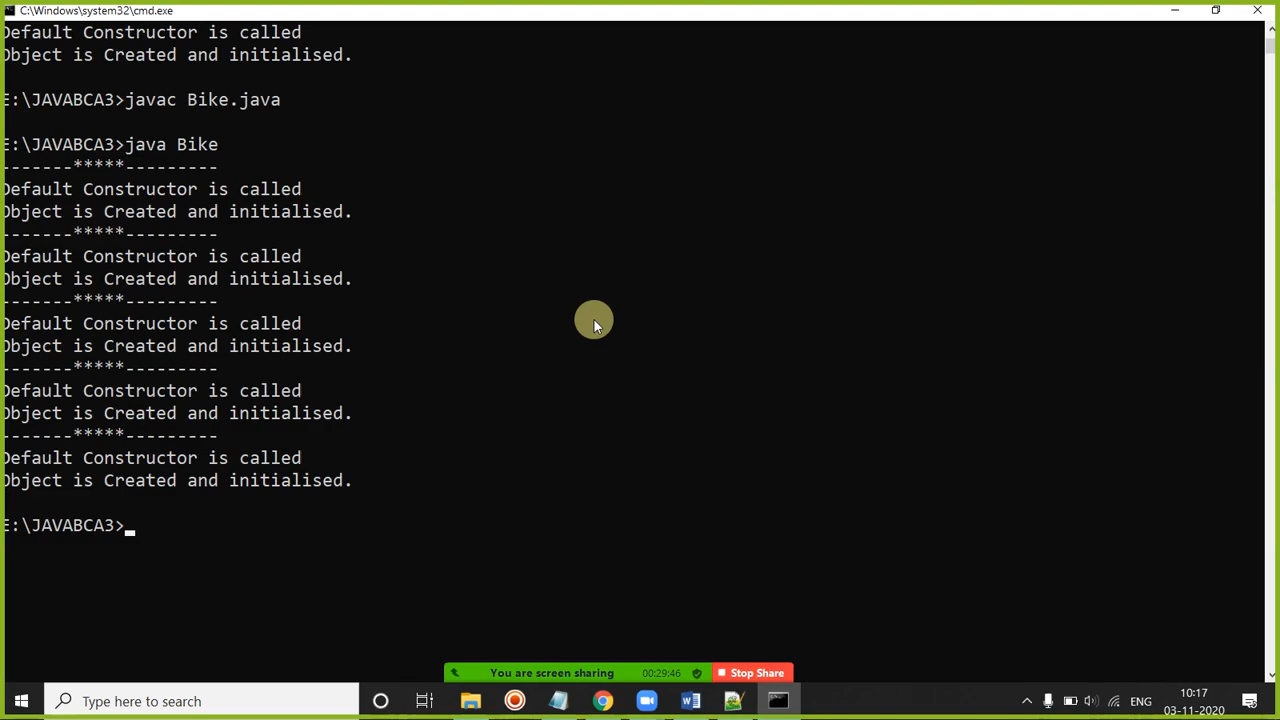 C:\Windows\system32\cmd.exe
Default Constructor is called
Object is Created and initialised.
E:\JAVABCA3>javac Bike.java
E:\JAVABCA3>java Bike
-------*****---------
Default Constructor is called
Object is Created and initialised.
-------*****---------
Default Constructor is called
Object is Created and initialised.
-------*****---------
Default Constructor is called
Object is Created and initialised.
-------*****---------
Default Constructor is called
Object is Created and initialised.
-------*****---------
Default Constructor is called
Object is Created and initialised.
E:\JAVABCA3>
You are screen sharing 00:29:46 Stop Share
Type here to search
ENG
10:17
03-11-2020